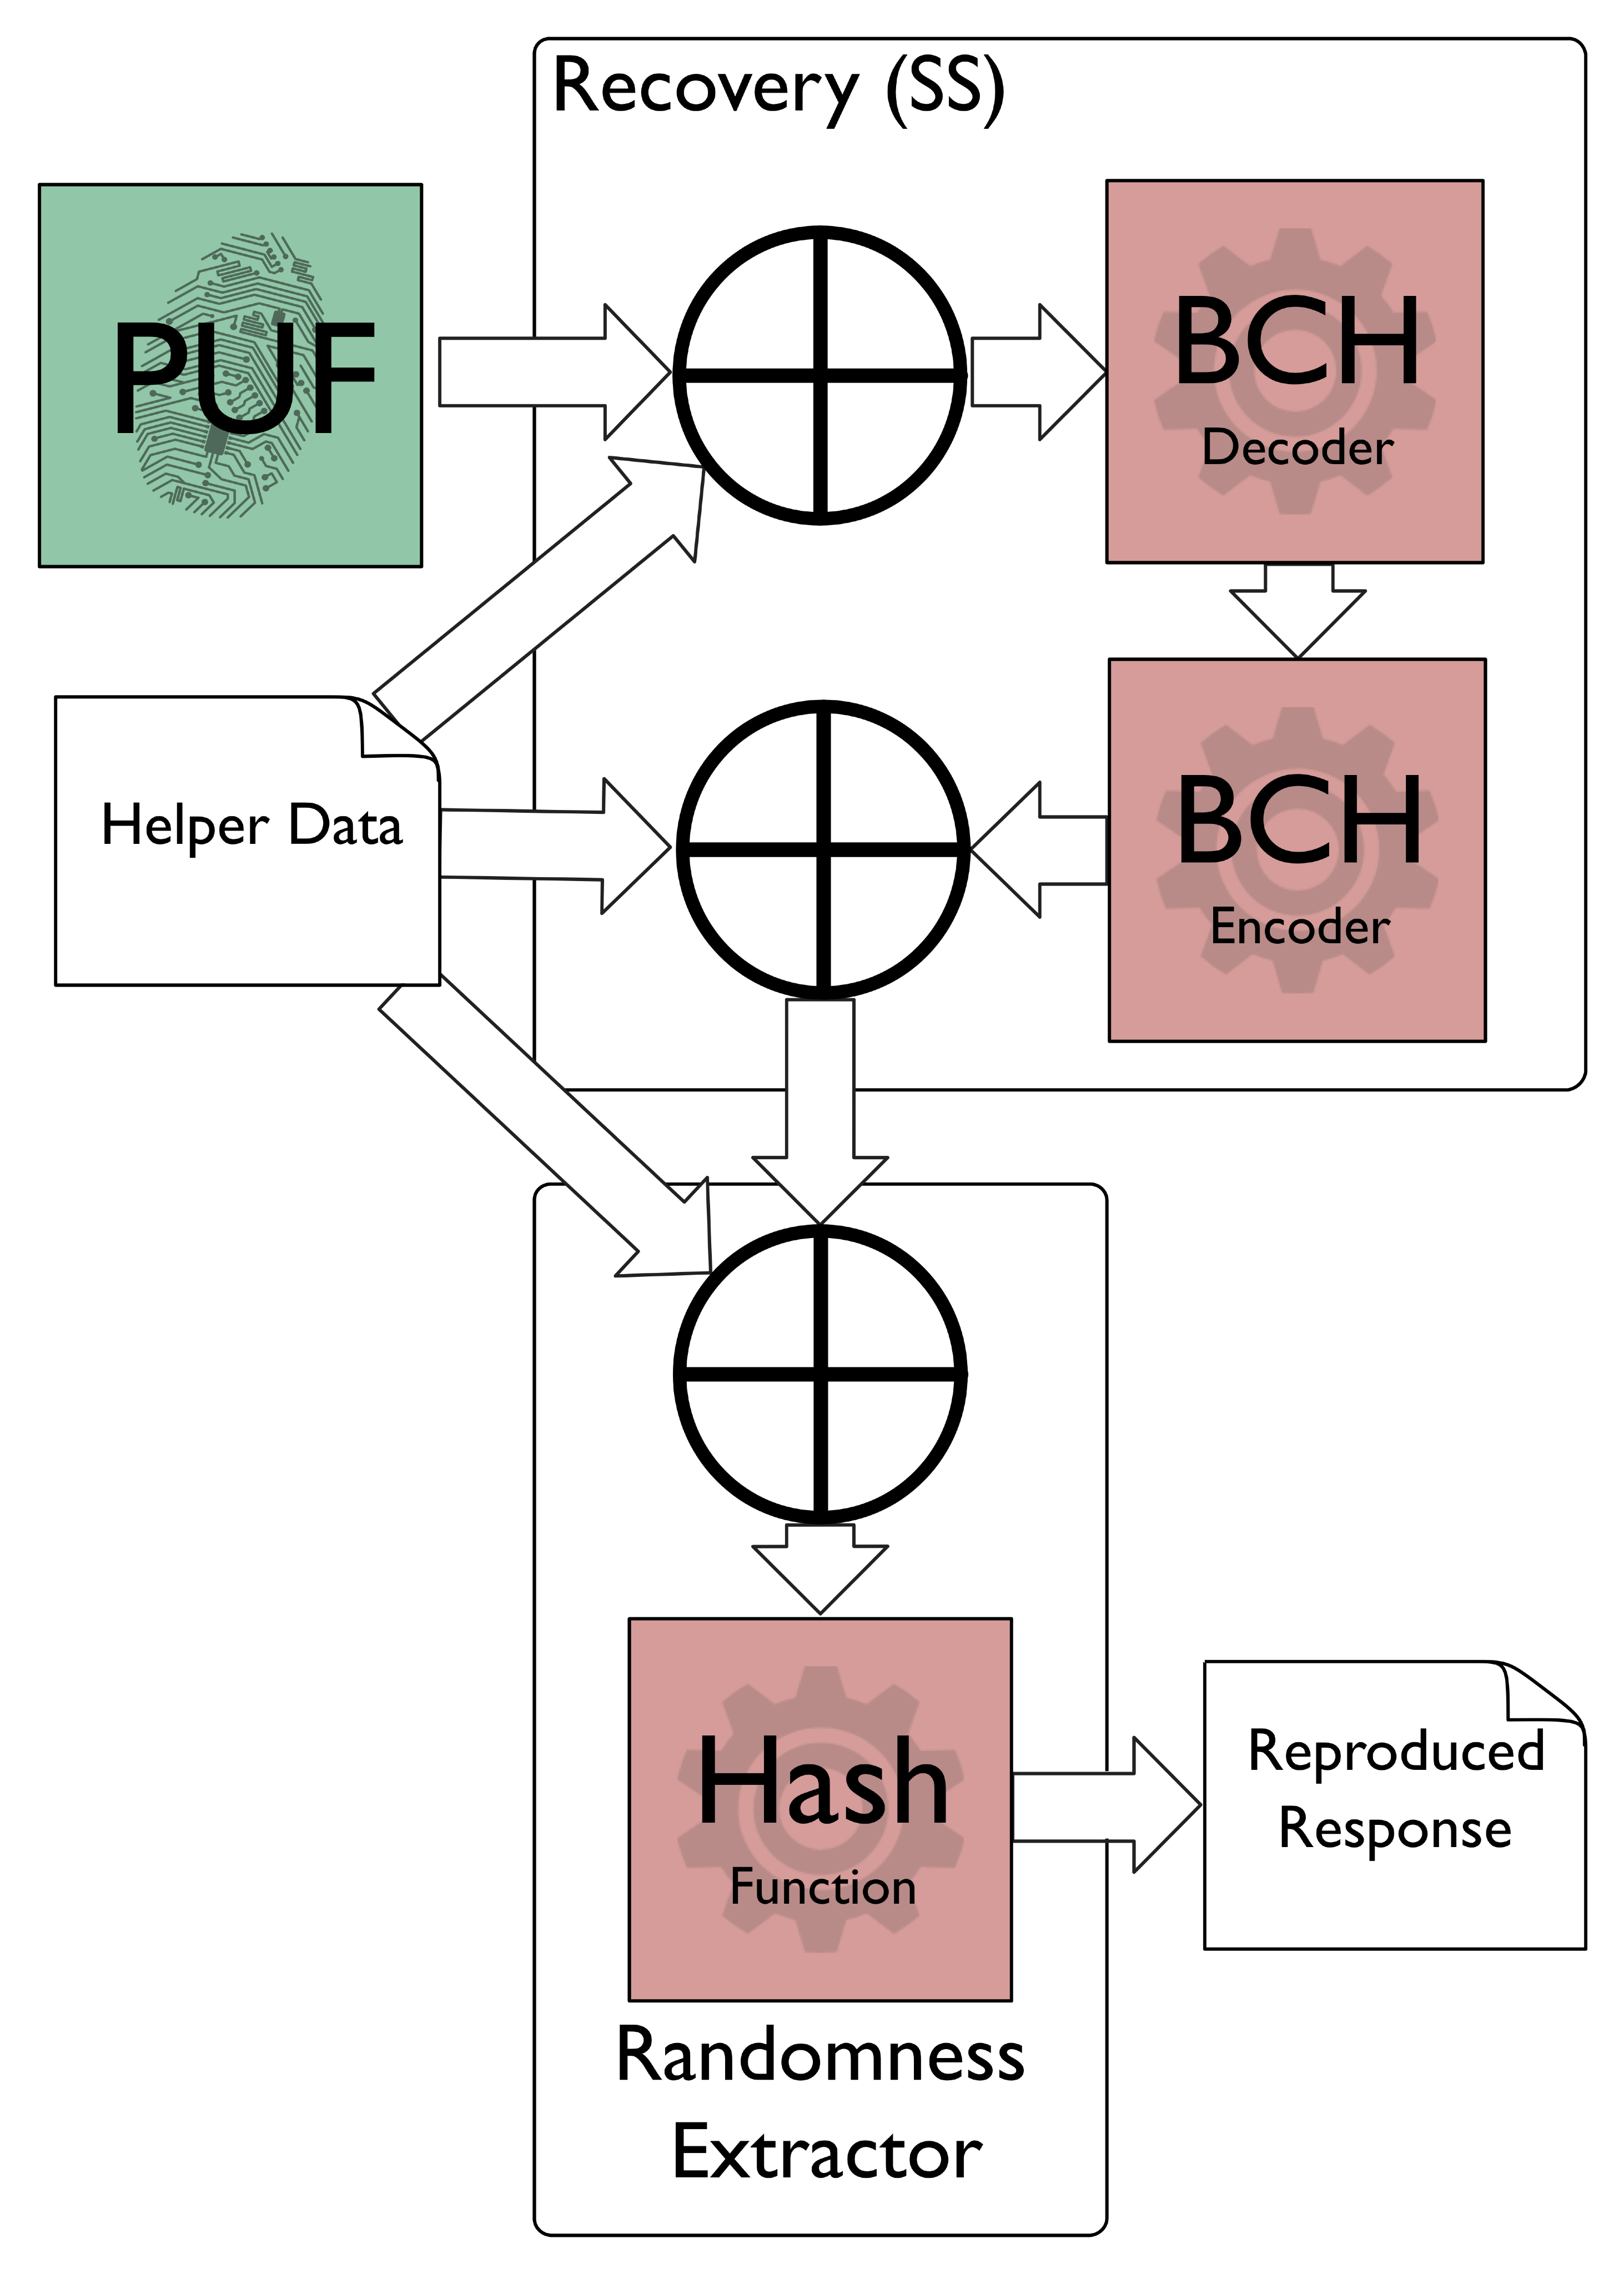 Recovery (SS)
PUF
BCH
Decoder
Helper Data
BCH
Encoder
Hash
Function
Reproduced
Response
Randomness
Extractor